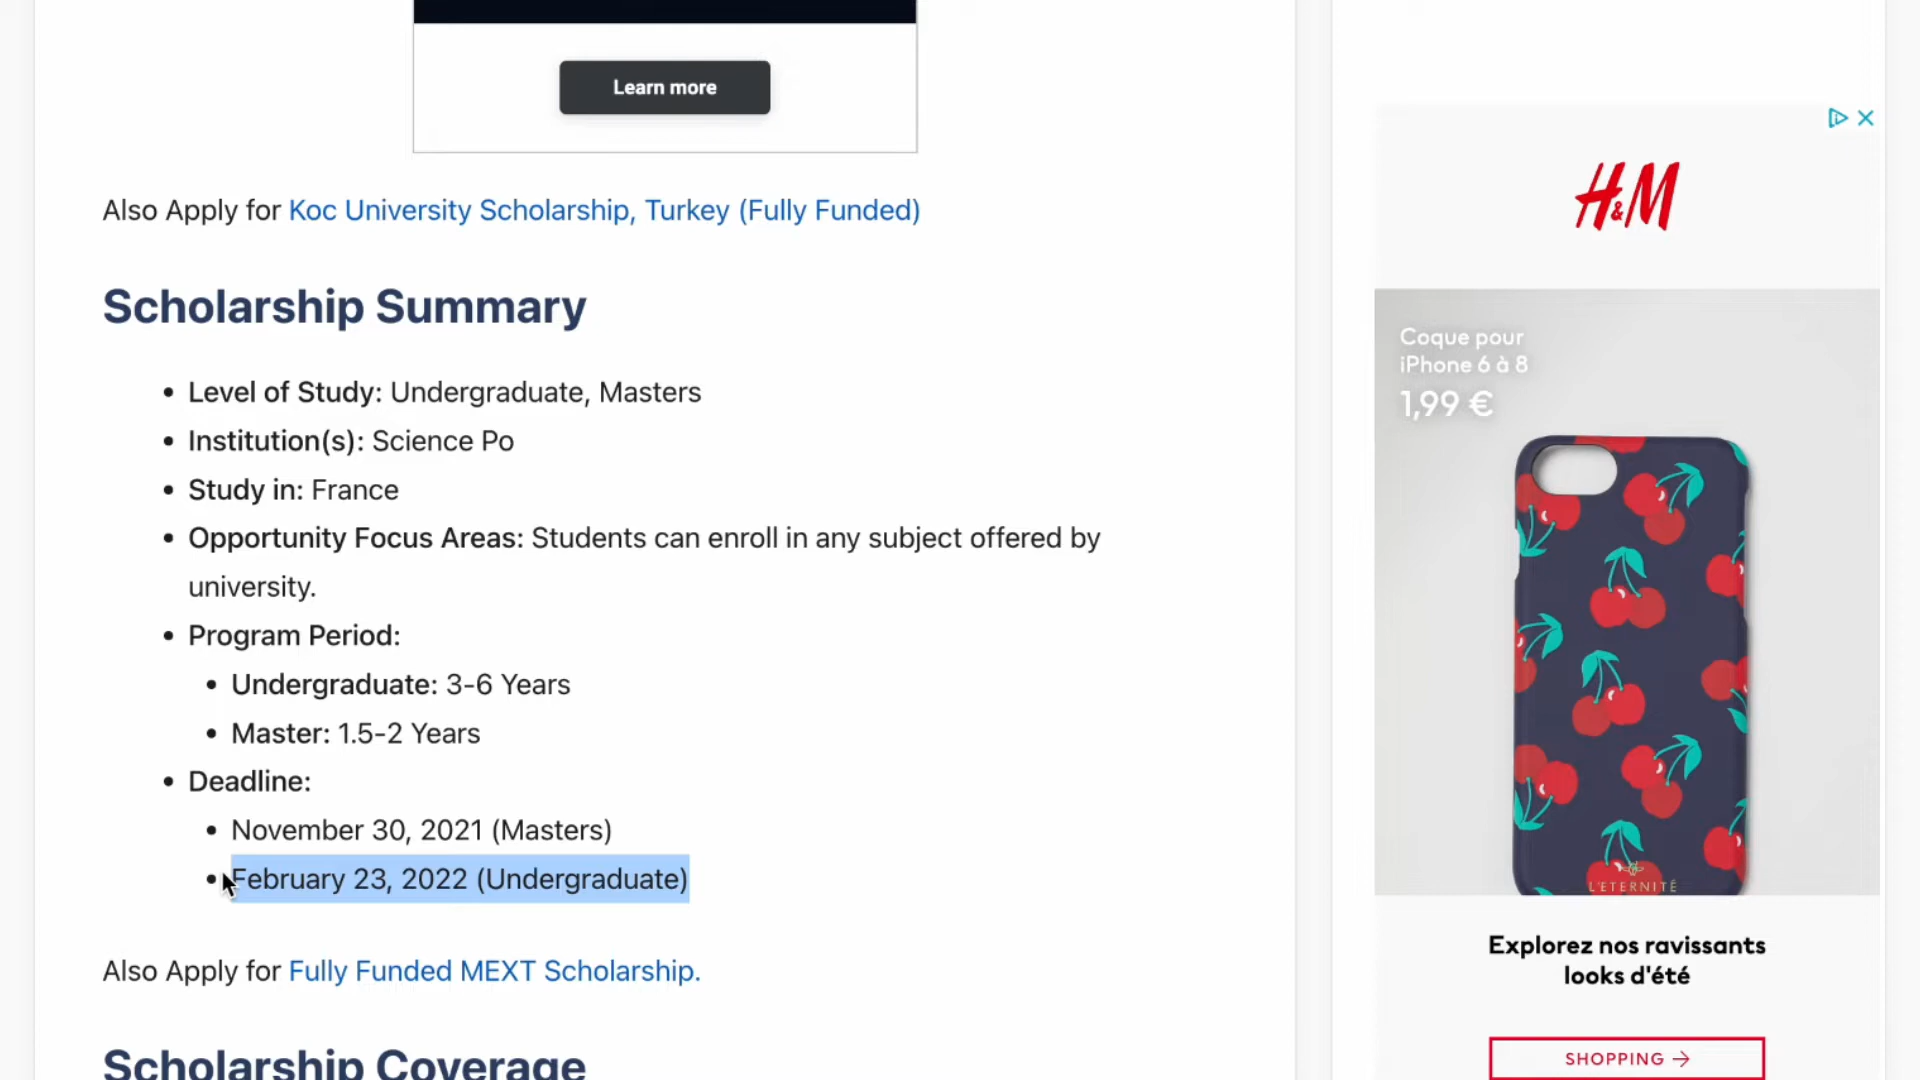 Learn more
Also Apply for Koc University Scholarship, Turkey (Fully Funded)
Scholarship Summary
• Level of Study: Undergraduate, Masters
• Institution(s): Science Po
• Study in: France
• Opportunity Focus Areas: Students can enroll in any subject offered by
university.
• Program Period:
• Undergraduate: 3-6 Years
• Master: 1.5-2 Years
• Deadline:
• November 30, 2021 (Masters)
• February 23, 2022 (Undergraduate)
Also Apply for Fully Funded MEXT Scholarship.
Scholarship Coverage
H&M
Coque pour
iPhone 6 à 8
1,99 €
L'ETERNITÉ
Explorez nos ravissants
looks d'été
SHOPPING →